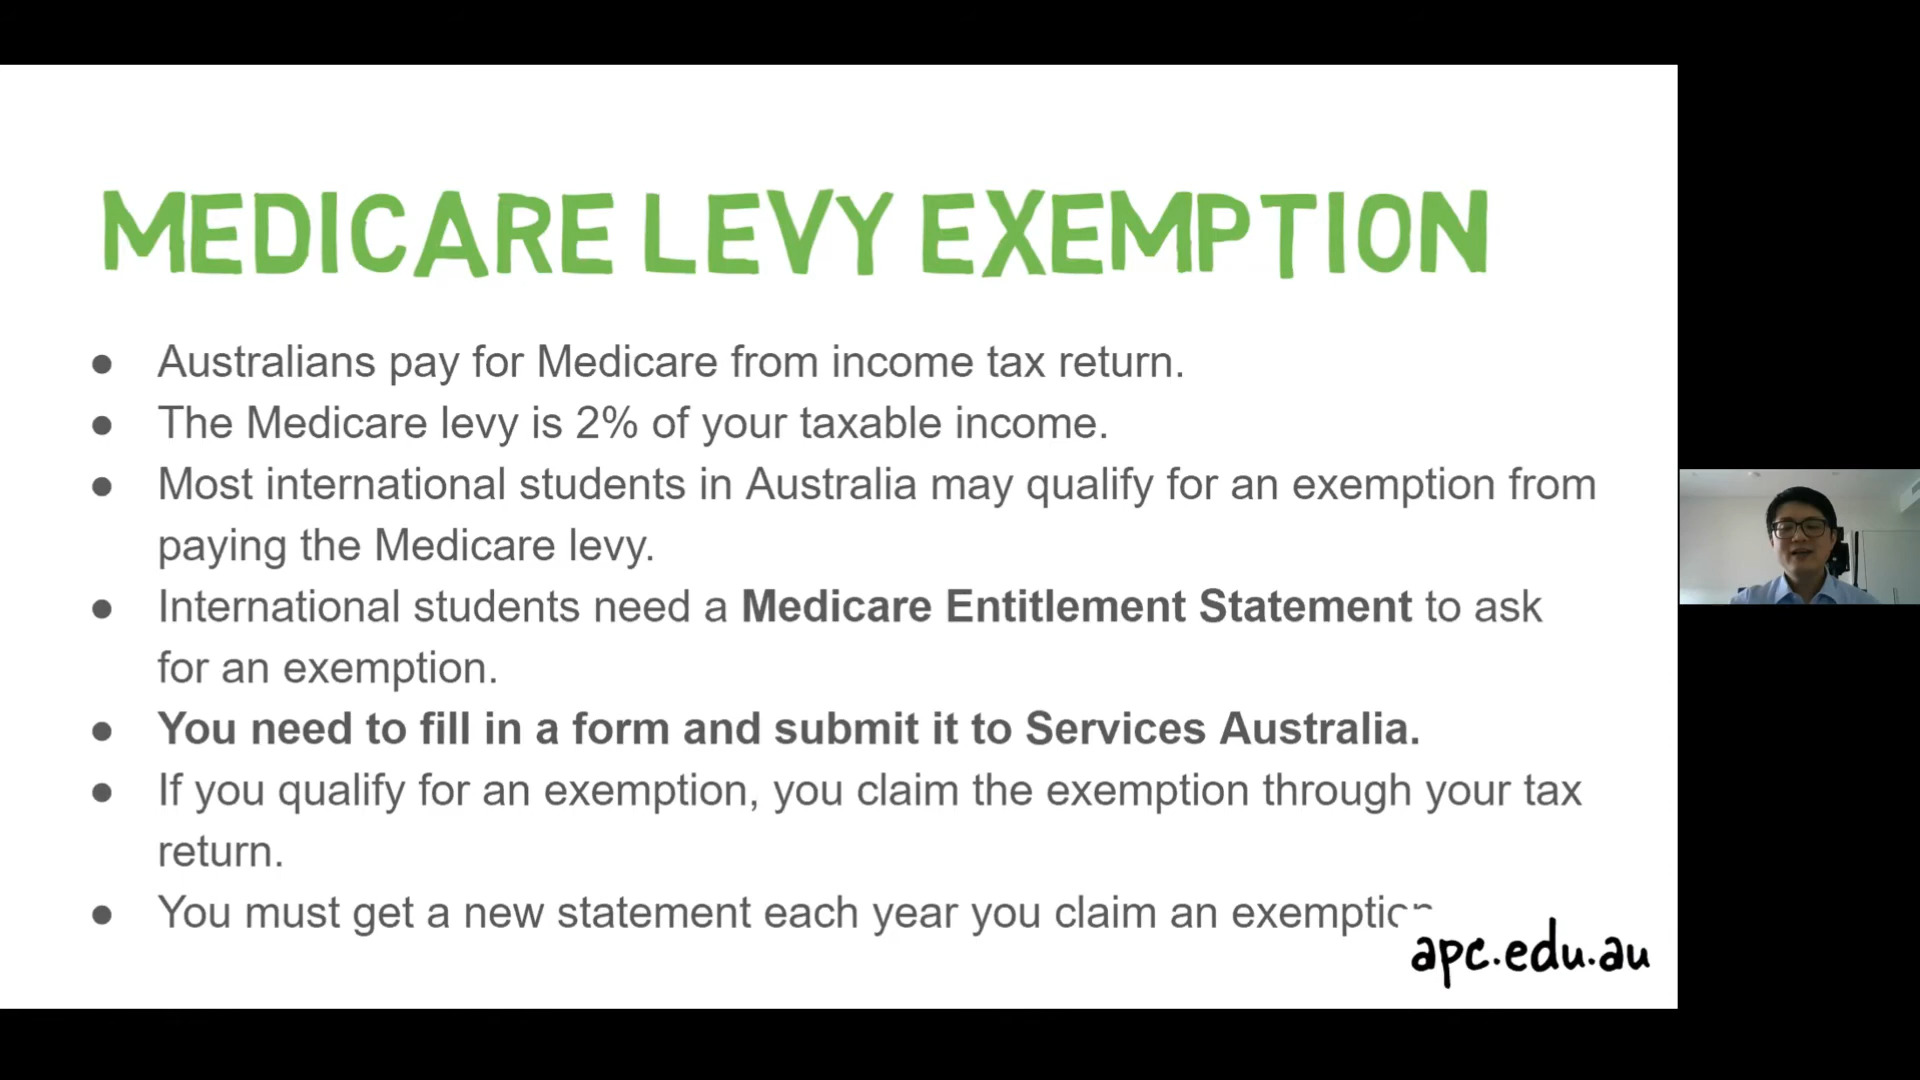 MEDICARE LEVY EXEMPTION
● Australians pay for Medicare from income tax return.
● The Medicare levy is 2% of your taxable income.
● Most international students in Australia may qualify for an exemption from
paying the Medicare levy.
● International students need a Medicare Entitlement Statement to ask
for an exemption.
● You need to fill in a form and submit it to Services Australia.
● If you qualify for an exemption, you claim the exemption through your tax
return.
● You must get a new statement each year you claim an exemption
apc.edu.au